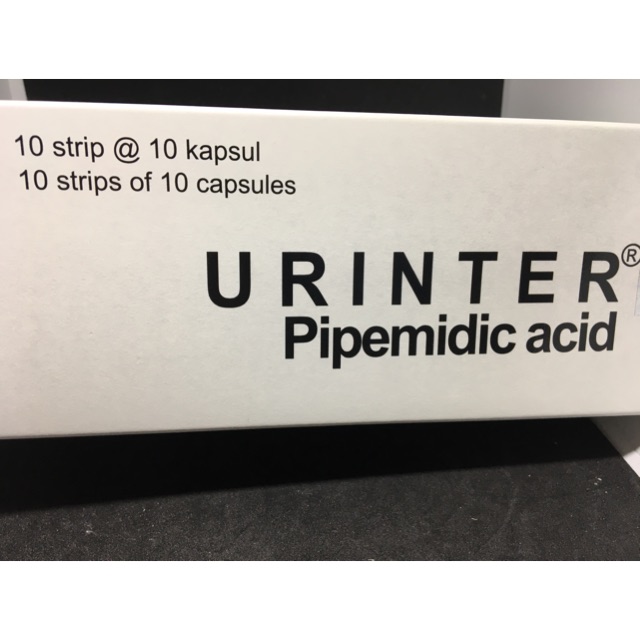 10 strip @ 10 kapsul
10 strips of 10 capsules
URINTER®
Pipemidic acid